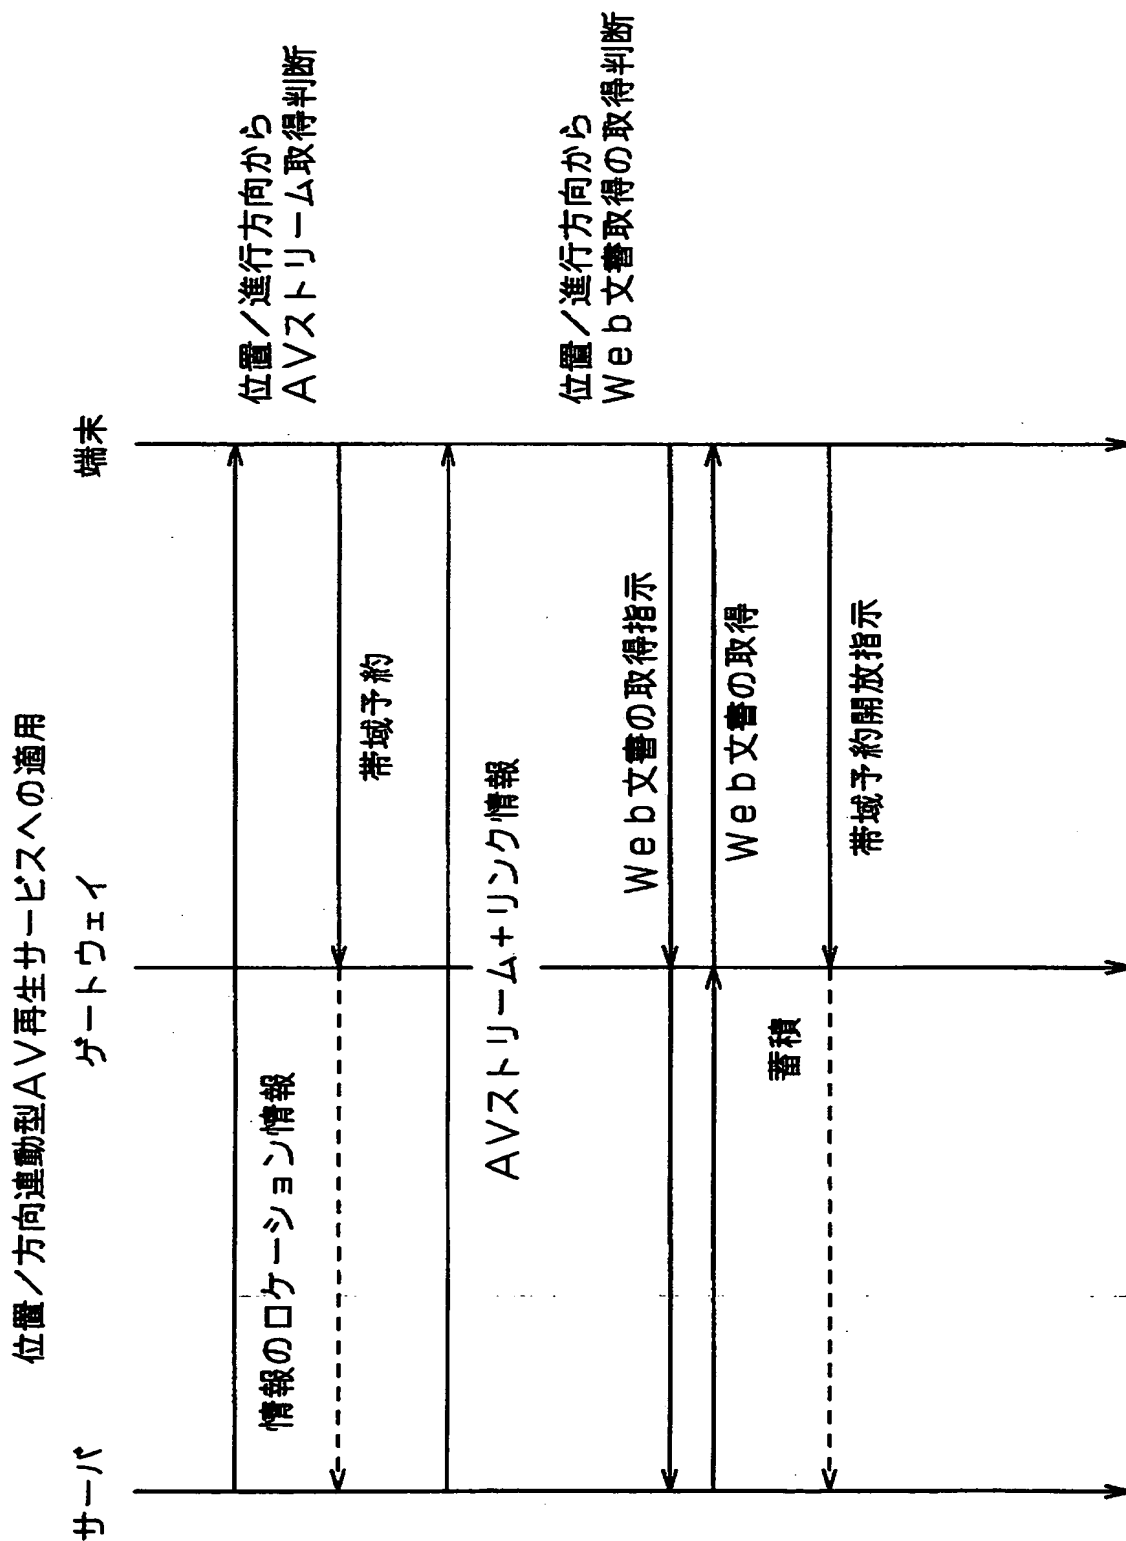 位置／方向連動型AV再生サービスへの適用
サーバ
ゲートウェイ
端末
情報のロケーション情報
位置／進行方向から
AVストリーム取得判断
帯域予約
AVストリーム＋リンク情報
位置／進行方向から
Web文書取得の取得判断
Web文書の取得指示
Web文書の取得
蓄積
帯域予約開放指示